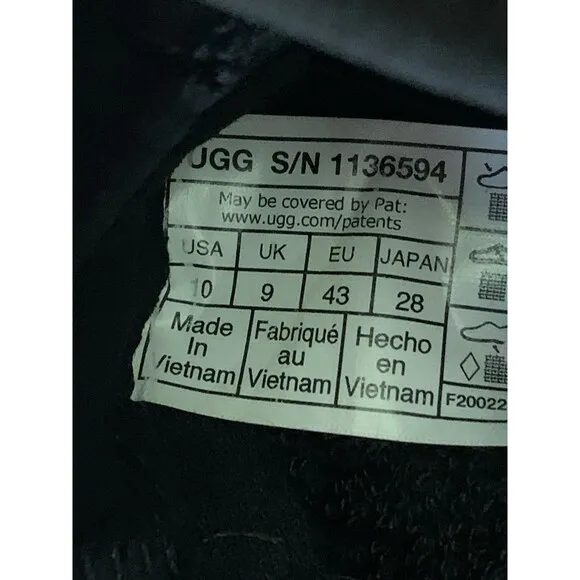 UGG S/N 1136594
May be covered by Pat:
www.ugg.com/patents
USA UK EU JAPAN
10 9 43 28
Made In Vietnam
Fabriqué au Vietnam
Hecho en Vietnam
F20022